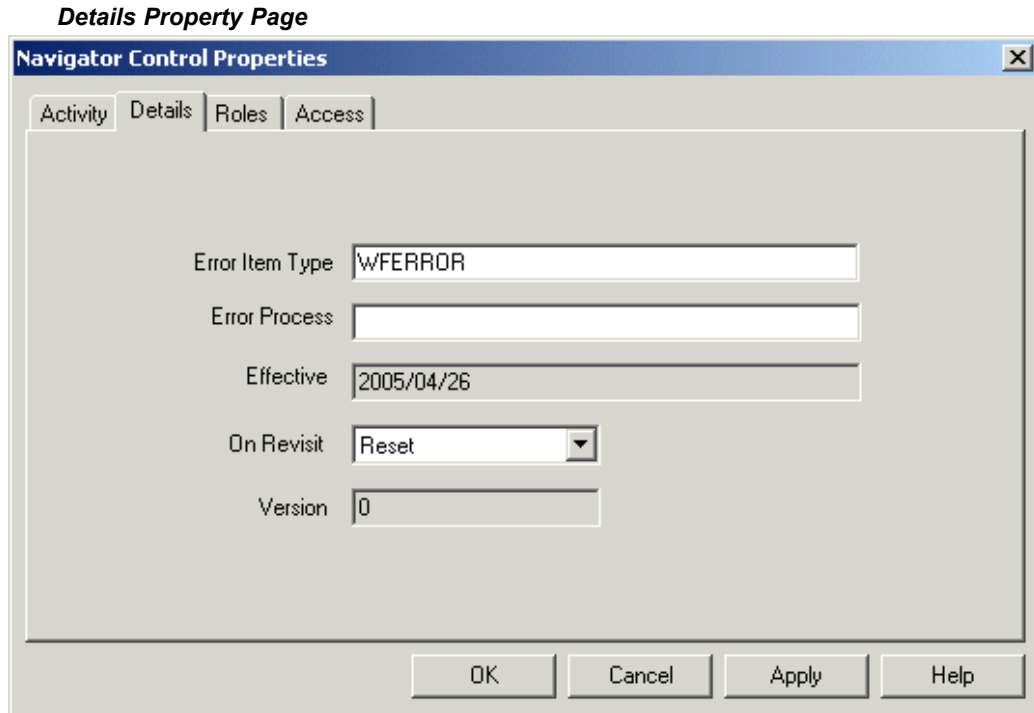 Details Property Page
Navigator Control Properties
Activity Details Roles Access
Error Item Type WFERROR
Error Process
Effective 2005/04/26
On Revisit Reset
Version 0
OK Cancel Apply Help